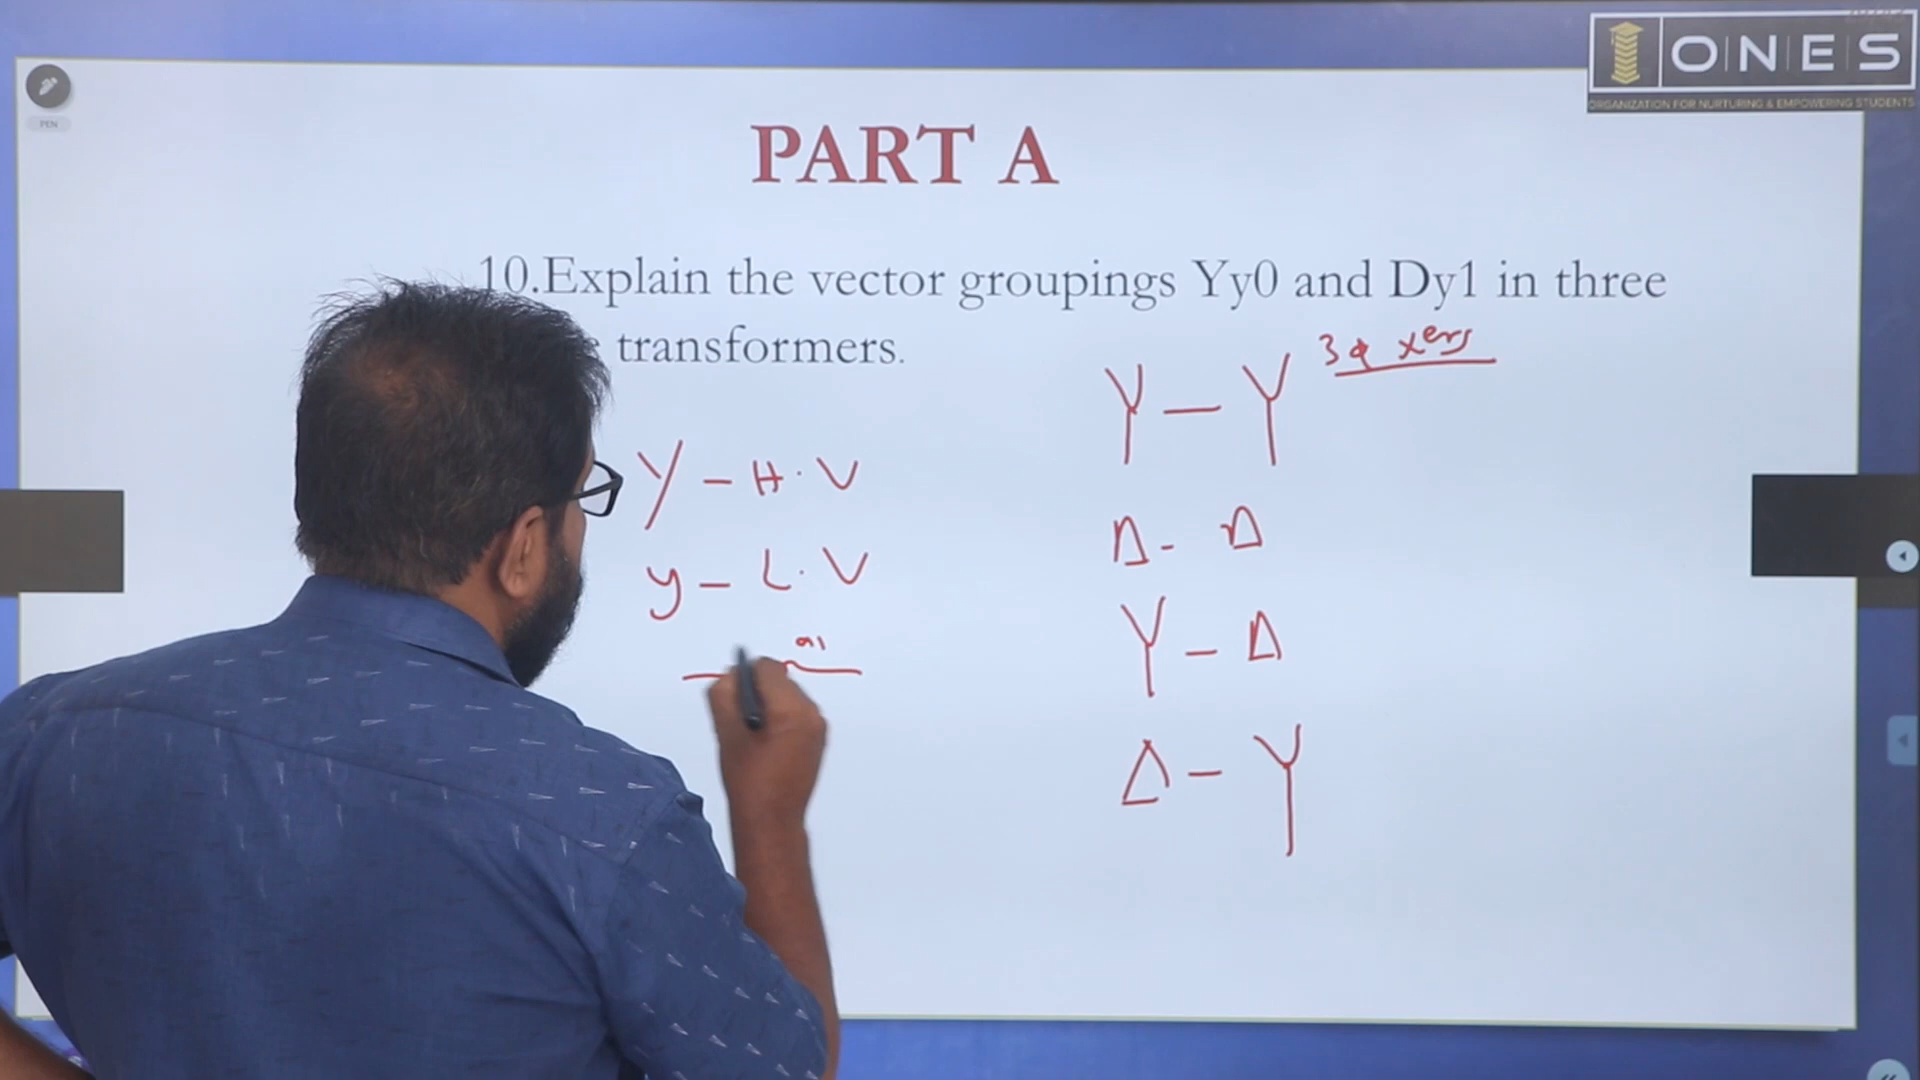 O|N|E|S
ORGANIZATION FOR NURTURING & EMPOWERING STUDENTS
PEN
PART A
10.Explain the vector groupings Yy0 and Dy1 in three
transformers.
3φ xers
Y – Y
Y – H.V
Δ - Δ
y – L.V
Y – Δ
Δ – Y